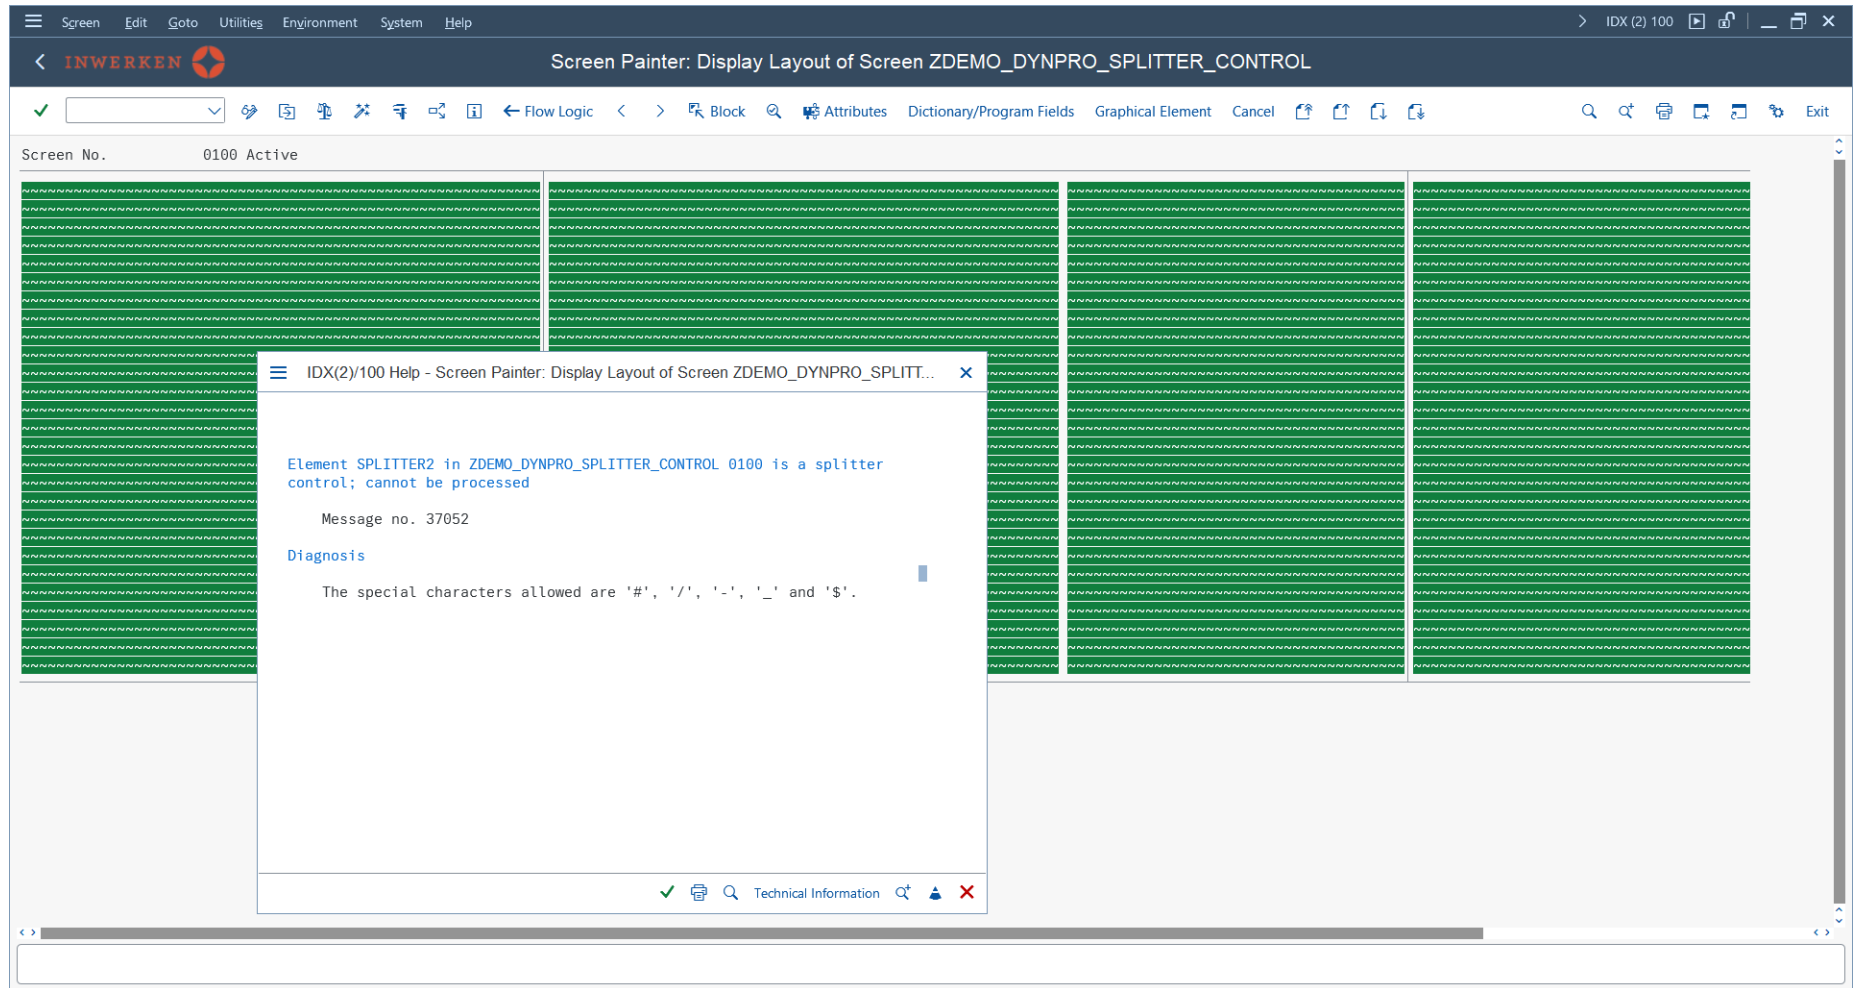 Screen Edit Goto Utilities Environment System Help IDX (2) 100
INWERKEN Screen Painter: Display Layout of Screen ZDEMO_DYNPRO_SPLITTER_CONTROL
Flow Logic Block Attributes Dictionary/Program Fields Graphical Element Cancel Exit
Screen No. 0100 Active
IDX(2)/100 Help - Screen Painter: Display Layout of Screen ZDEMO_DYNPRO_SPLITT...
Element SPLITTER2 in ZDEMO_DYNPRO_SPLITTER_CONTROL 0100 is a splitter
control; cannot be processed
Message no. 37052
Diagnosis
The special characters allowed are '#', '/', '-', '_' and '$'.
Technical Information